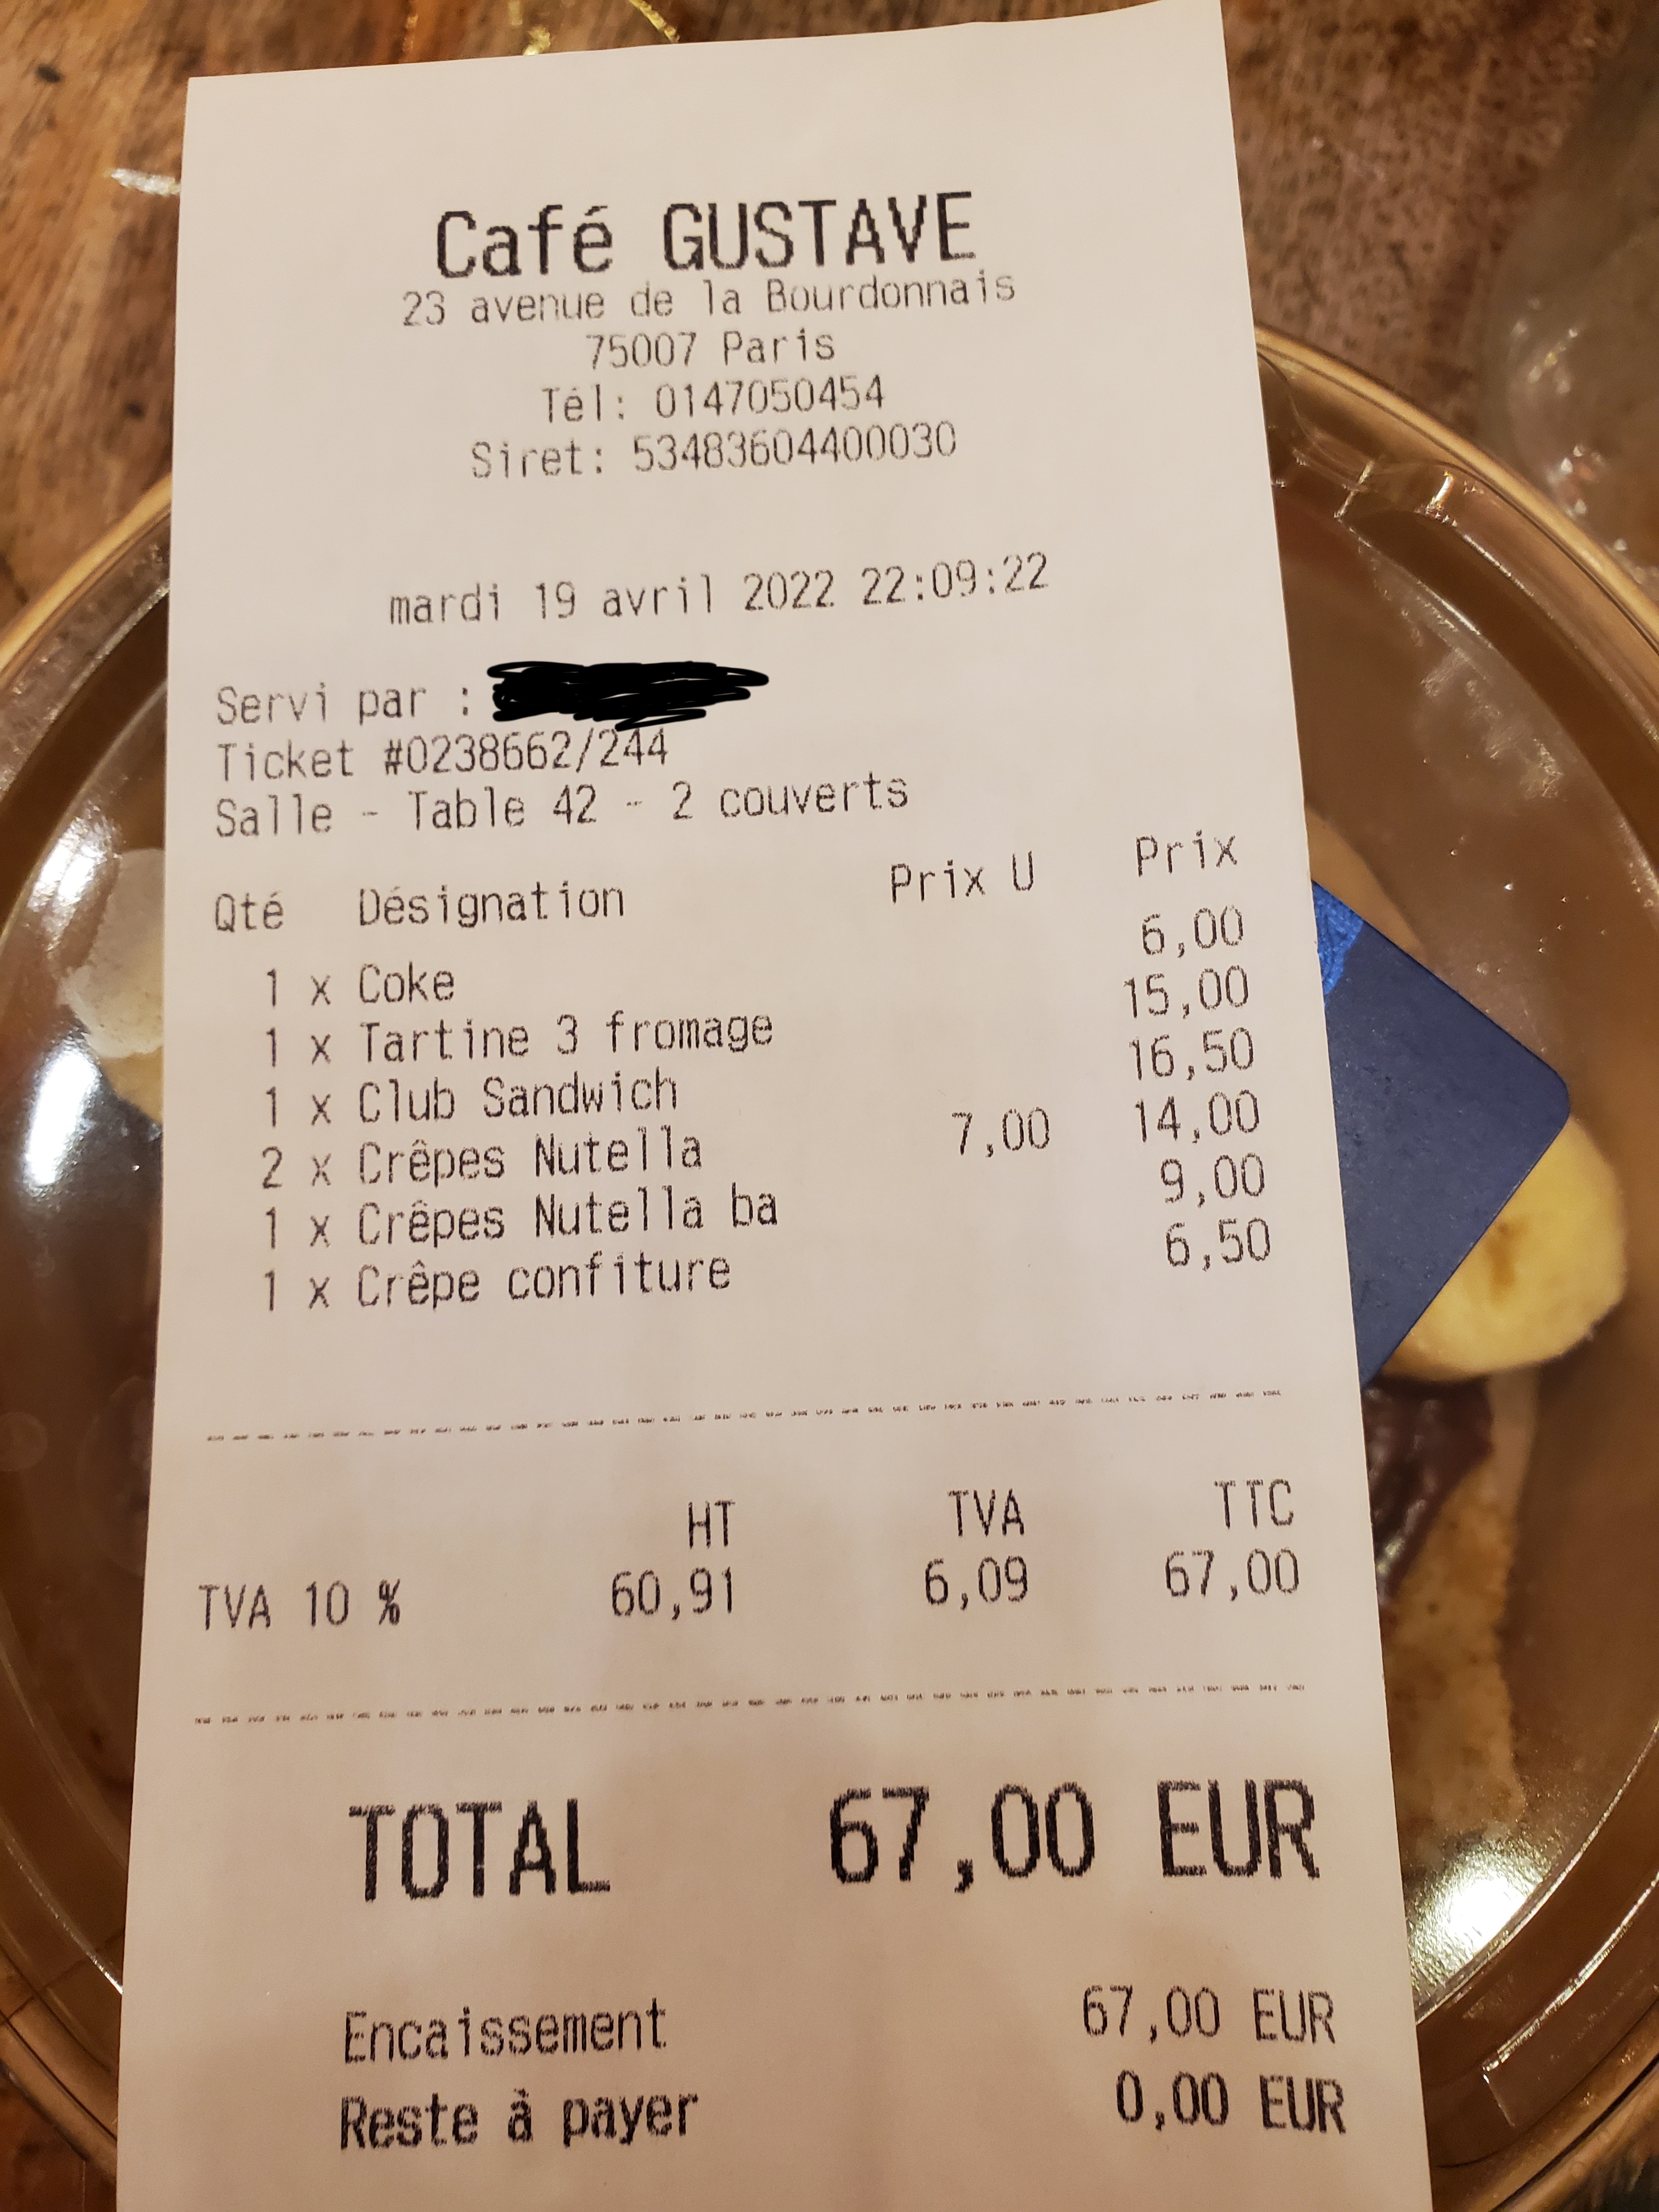 Café GUSTAVE
23 avenue de la Bourdonnais
75007 Paris
Tél: 0147050454
Siret: 53483604400030
mardi 19 avril 2022 22:09:22
Servi par :
Ticket #0238662/244
Salle - Table 42 - 2 couverts
Qté Désignation Prix U Prix
1 x Coke 6,00
1 x Tartine 3 fromage 15,00
1 x Club Sandwich 16,50
2 x Crêpes Nutella 7,00 14,00
1 x Crêpes Nutella ba 9,00
1 x Crêpe confiture 6,50
HT TVA TTC
TVA 10 % 60,91 6,09 67,00
TOTAL 67,00 EUR
Encaissement 67,00 EUR
Reste à payer 0,00 EUR